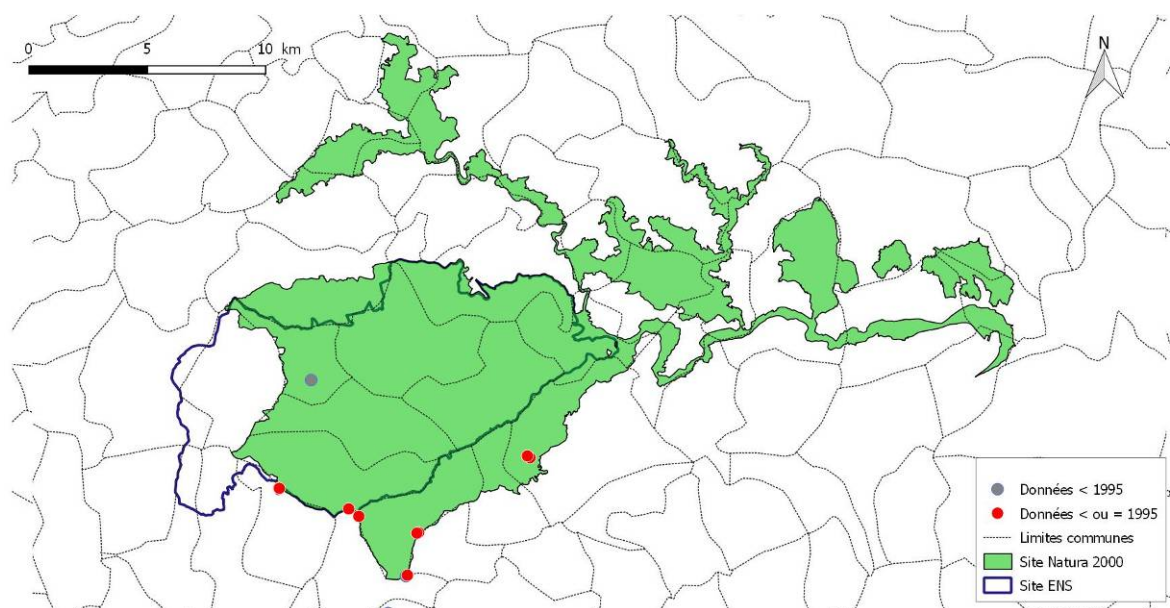 0 5 10 km
N
Données < 1995
Données < ou = 1995
Limites communes
Site Natura 2000
Site ENS